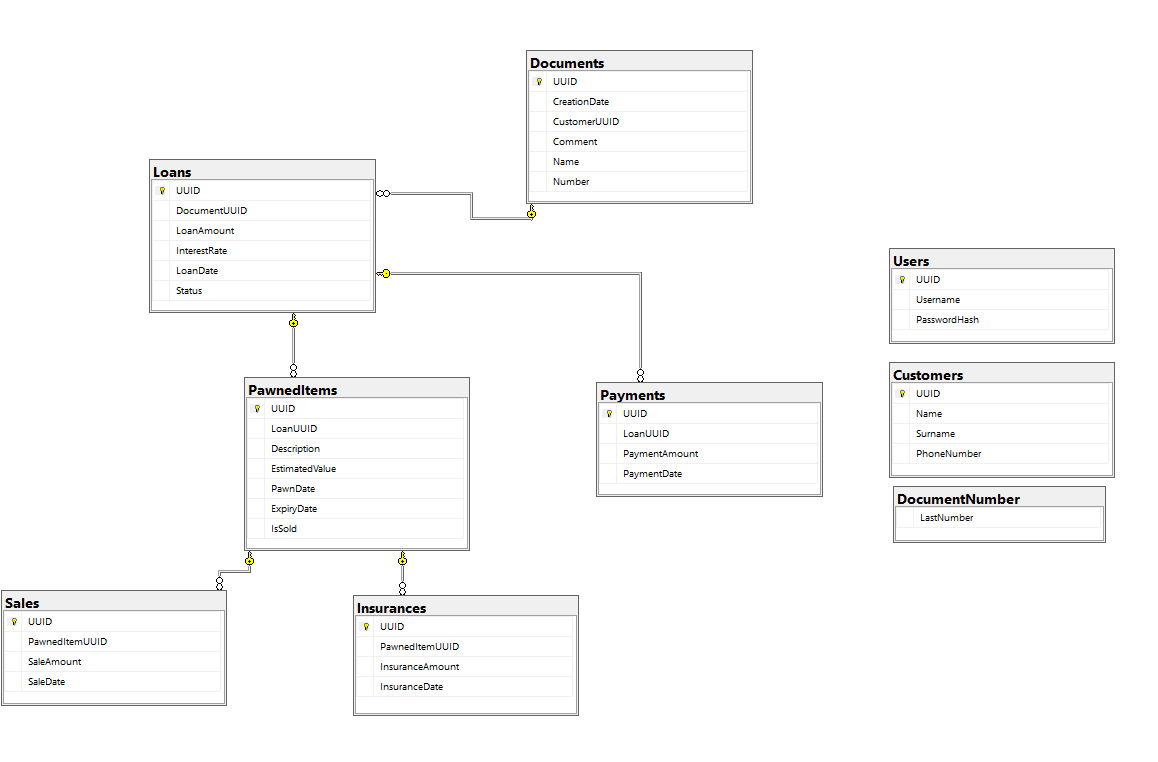 Documents
UUID
CreationDate
CustomerUUID
Comment
Name
Number
Loans
UUID
DocumentUUID
LoanAmount
InterestRate
LoanDate
Status
Users
UUID
Username
PasswordHash
Customers
UUID
Name
Surname
PhoneNumber
PawnedItems
UUID
LoanUUID
Description
EstimatedValue
PawnDate
ExpiryDate
IsSold
Payments
UUID
LoanUUID
PaymentAmount
PaymentDate
DocumentNumber
LastNumber
Sales
UUID
PawnedItemUUID
SaleAmount
SaleDate
Insurances
UUID
PawnedItemUUID
InsuranceAmount
InsuranceDate